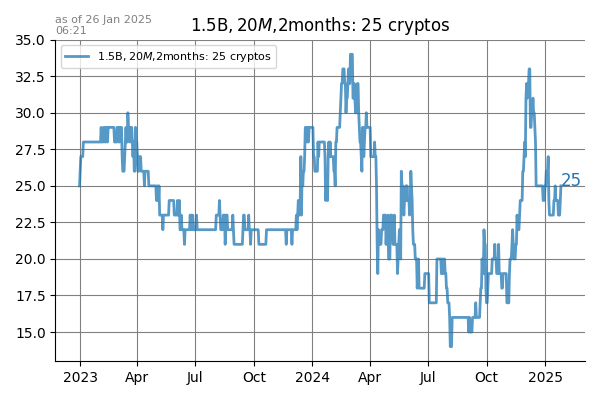 as of 26 Jan 2025
06:21
1.5B, 20M,2months: 25 cryptos
1.5B, 20M,2months: 25 cryptos
35.0
32.5
30.0
27.5
25.0
22.5
20.0
17.5
15.0
25
2023 Apr Jul Oct 2024 Apr Jul Oct 2025